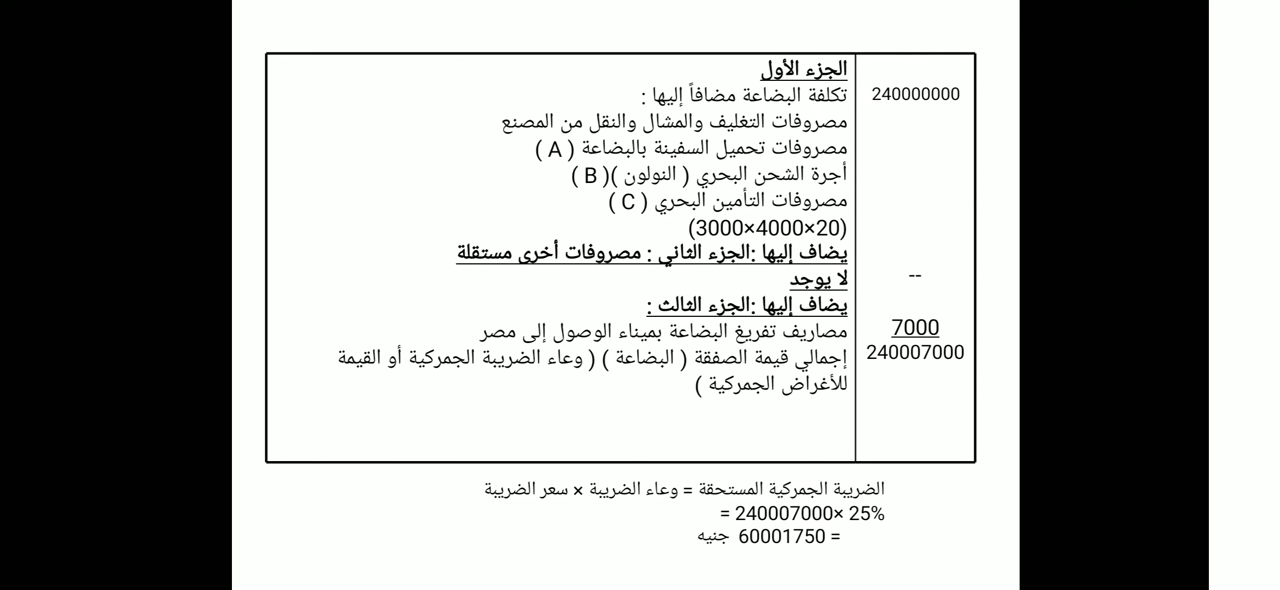 الجزء الأول
240000000
تكلفة البضاعة مضافاً إليها :
مصروفات التغليف والمشال والنقل من المصنع
مصروفات تحميل السفينة بالبضاعة ( A )
أجرة الشحن البحري ( النولون )( B )
مصروفات التأمين البحري ( C )
(3000×4000×20)
يضاف إليها :الجزء الثاني : مصروفات أخرى مستقلة
--
لا يوجد
يضاف إليها :الجزء الثالث :
7000
مصاريف تفريغ البضاعة بميناء الوصول إلى مصر
240007000
إجمالي قيمة الصفقة ( البضاعة ) ( وعاء الضريبة الجمركية أو القيمة
للأغراض الجمركية )
الضريبة الجمركية المستحقة = وعاء الضريبة × سعر الضريبة
= 240007000× 25%
= 60001750 جنيه